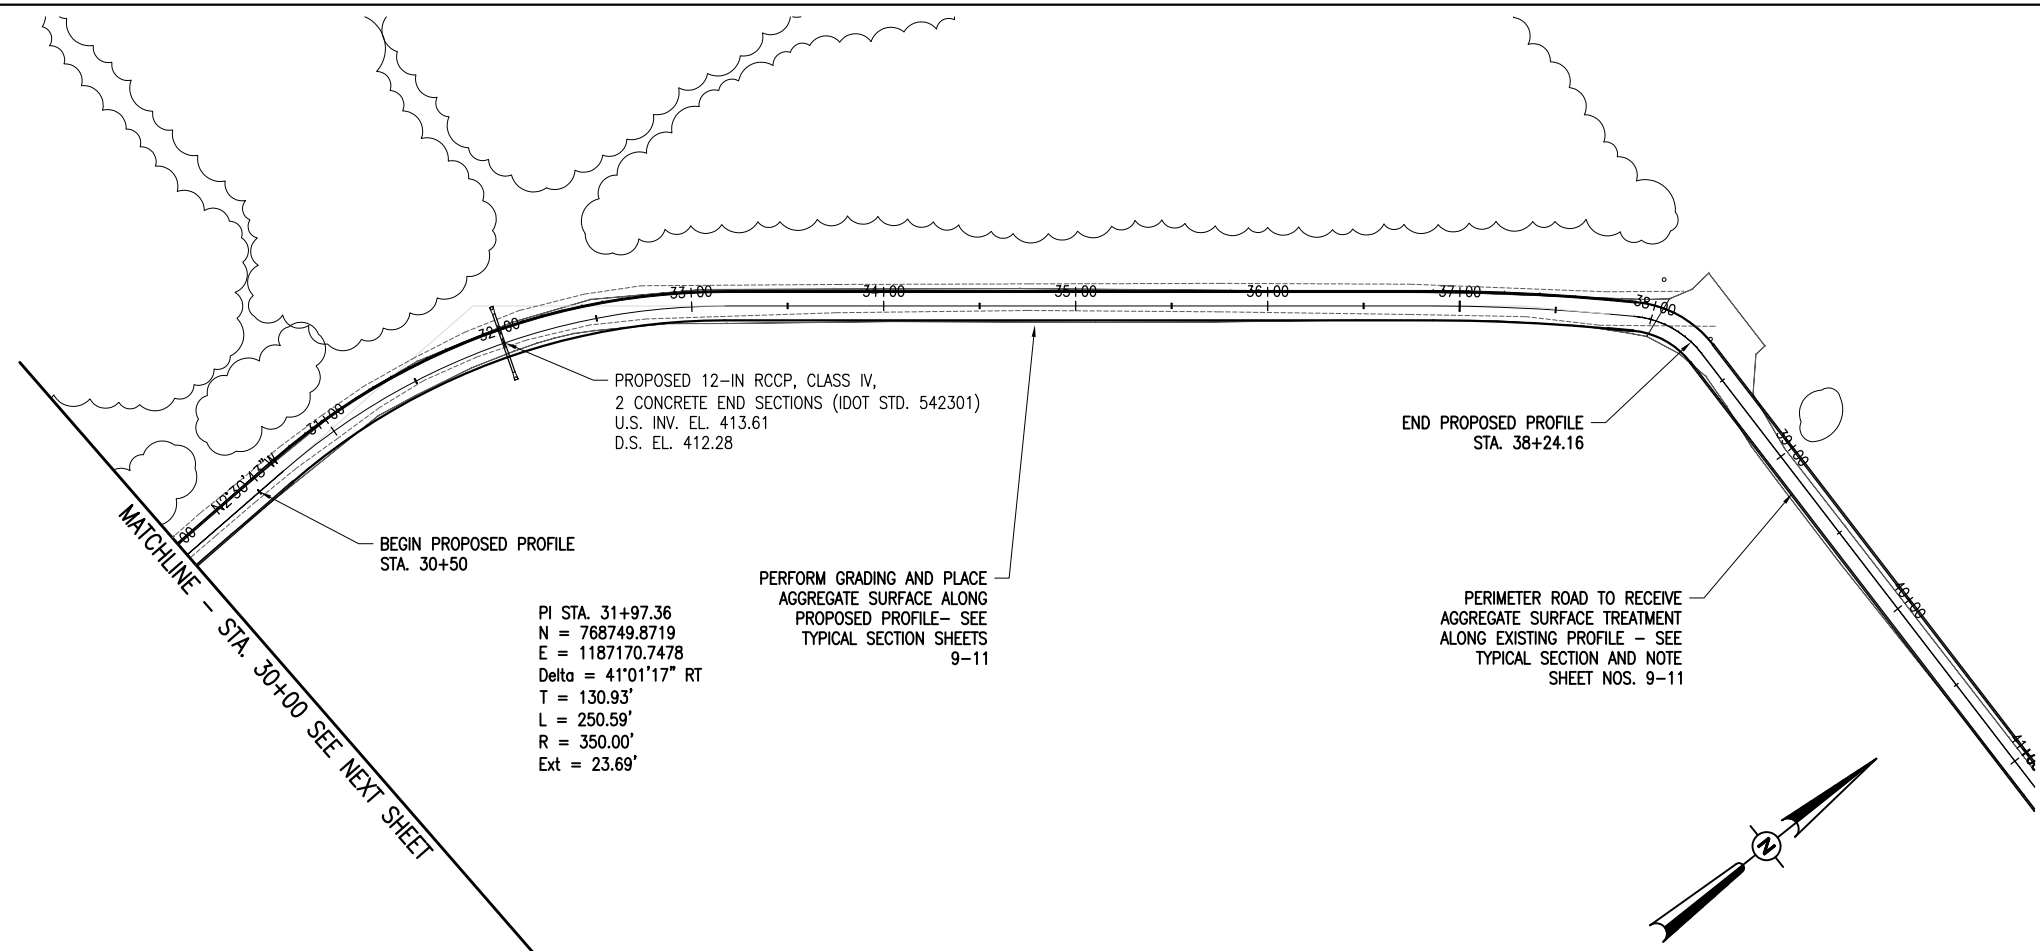 33+00
34+00
35+00
36+00
37+00
38+00
32+00
31+00
PROPOSED 12-IN RCCP, CLASS IV,
2 CONCRETE END SECTIONS (IDOT STD. 542301)
U.S. INV. EL. 413.61
D.S. EL. 412.28
END PROPOSED PROFILE
STA. 38+24.16
39+00
N2°30'43"W
00
BEGIN PROPOSED PROFILE
STA. 30+50
MATCHLINE - STA. 30+00 SEE NEXT SHEET
PERFORM GRADING AND PLACE
AGGREGATE SURFACE ALONG
PROPOSED PROFILE- SEE
TYPICAL SECTION SHEETS
9-11
PERIMETER ROAD TO RECEIVE
AGGREGATE SURFACE TREATMENT
ALONG EXISTING PROFILE - SEE
TYPICAL SECTION AND NOTE
SHEET NOS. 9-11
40+00
PI STA. 31+97.36
N = 768749.8719
E = 1187170.7478
Delta = 41°01'17" RT
T = 130.93'
L = 250.59'
R = 350.00'
Ext = 23.69'
N